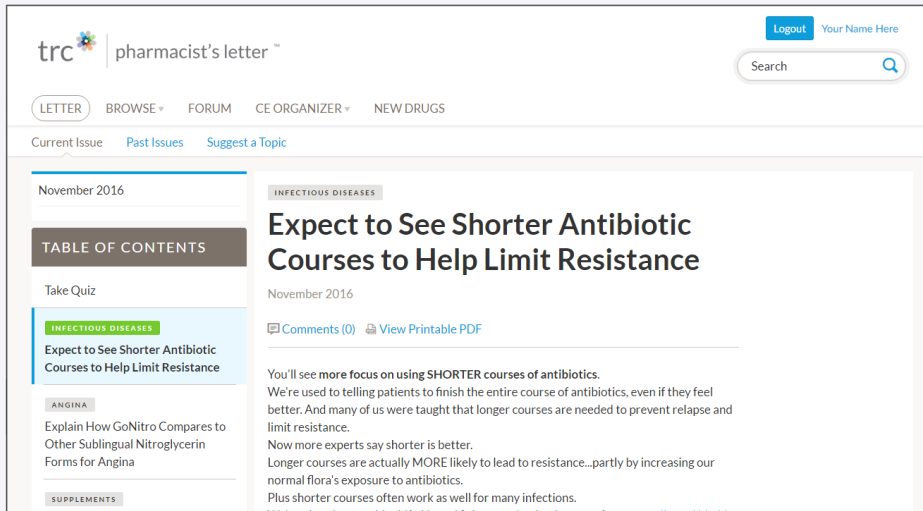 trc pharmacist's letter ™
Logout Your Name Here
Search
LETTER BROWSE FORUM CE ORGANIZER NEW DRUGS
Current Issue Past Issues Suggest a Topic
November 2016
TABLE OF CONTENTS
Take Quiz
INFECTIOUS DISEASES
Expect to See Shorter Antibiotic
Courses to Help Limit Resistance
ANGINA
Explain How GoNitro Compares to
Other Sublingual Nitroglycerin
Forms for Angina
SUPPLEMENTS
INFECTIOUS DISEASES
Expect to See Shorter Antibiotic
Courses to Help Limit Resistance
November 2016
Comments (0) View Printable PDF
You'll see more focus on using SHORTER courses of antibiotics.
We're used to telling patients to finish the entire course of antibiotics, even if they feel
better. And many of us were taught that longer courses are needed to prevent relapse and
limit resistance.
Now more experts say shorter is better.
Longer courses are actually MORE likely to lead to resistance...partly by increasing our
normal flora's exposure to antibiotics.
Plus shorter courses often work as well for many infections.